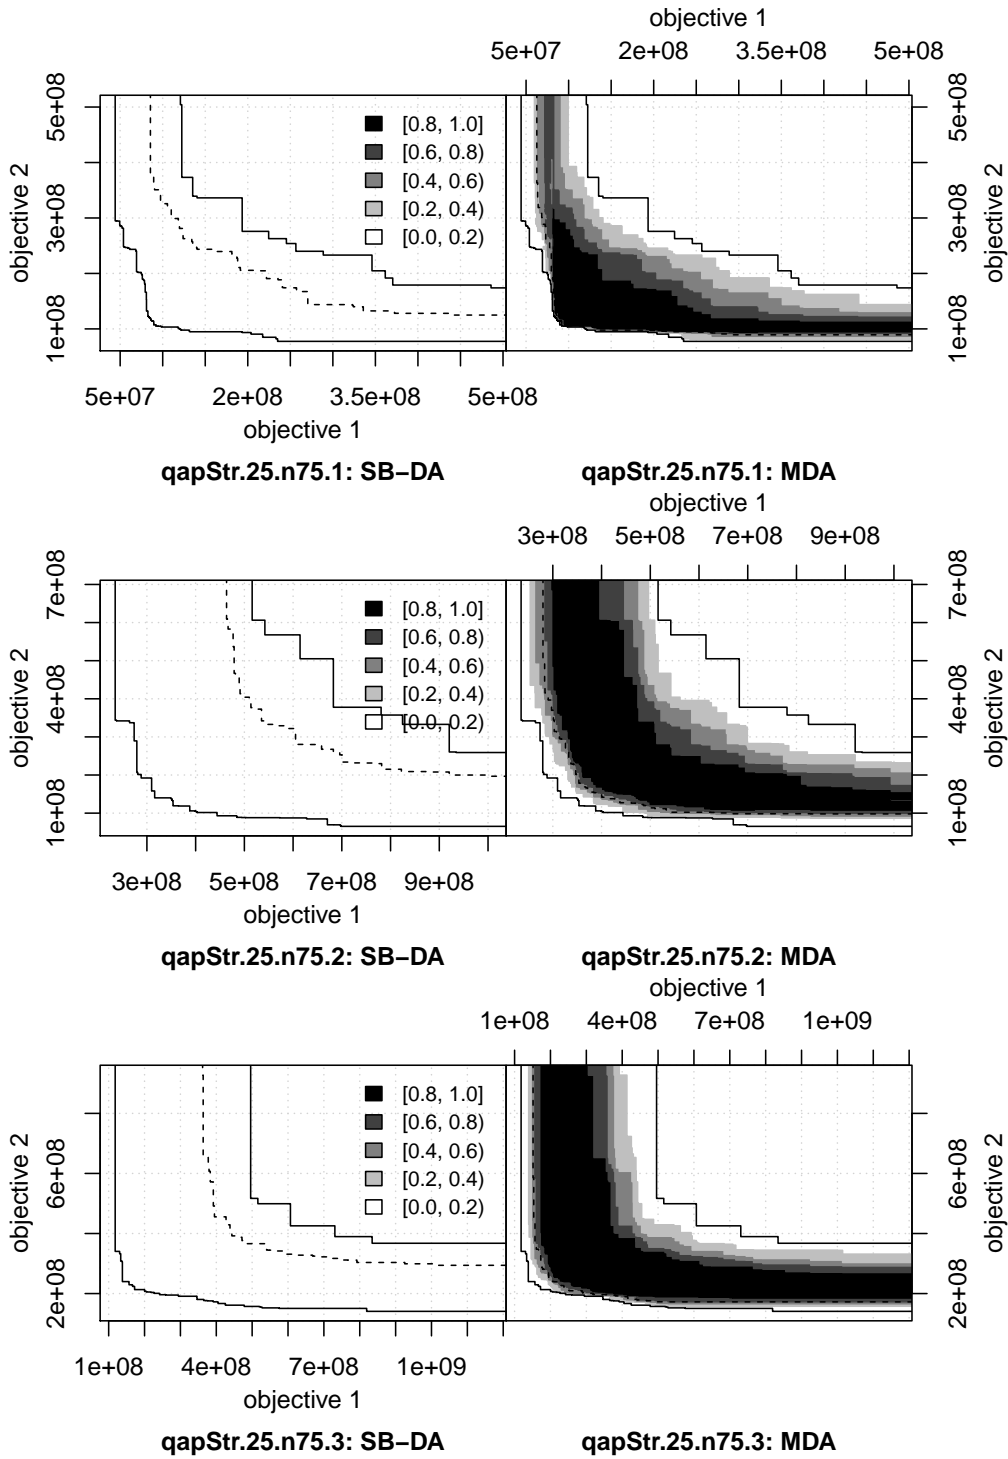 objective 1
5e+07 2e+08 3.5e+08 5e+08
objective 2
1e+08 3e+08 5e+08
[0.8, 1.0]
[0.6, 0.8)
[0.4, 0.6)
[0.2, 0.4)
[0.0, 0.2)
1e+08 3e+08 5e+08
objective 2
5e+07 2e+08 3.5e+08 5e+08
objective 1
qapStr.25.n75.1: SB−DA
qapStr.25.n75.1: MDA
objective 1
3e+08 5e+08 7e+08 9e+08
objective 2
1e+08 4e+08 7e+08
[0.8, 1.0]
[0.6, 0.8)
[0.4, 0.6)
[0.2, 0.4)
[0.0, 0.2)
1e+08 4e+08 7e+08
objective 2
3e+08 5e+08 7e+08 9e+08
objective 1
qapStr.25.n75.2: SB−DA
qapStr.25.n75.2: MDA
objective 1
1e+08 4e+08 7e+08 1e+09
objective 2
2e+08 6e+08
[0.8, 1.0]
[0.6, 0.8)
[0.4, 0.6)
[0.2, 0.4)
[0.0, 0.2)
2e+08 6e+08
objective 2
1e+08 4e+08 7e+08 1e+09
objective 1
qapStr.25.n75.3: SB−DA
qapStr.25.n75.3: MDA